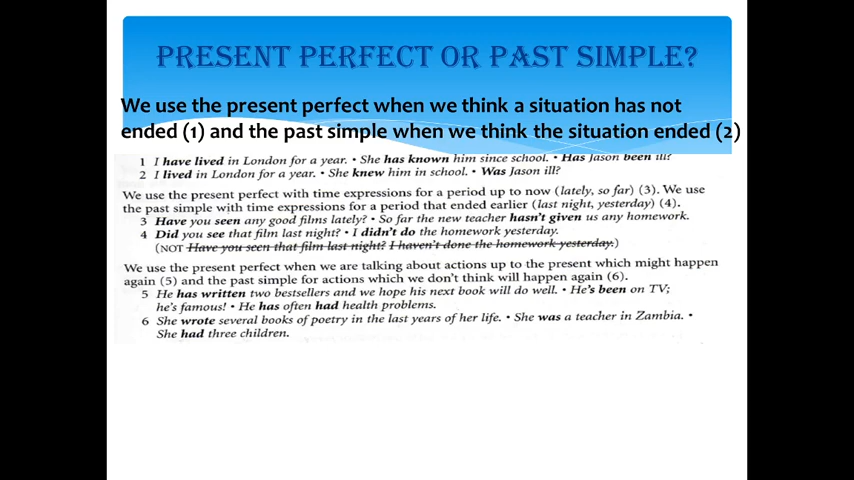 PRESENT PERFECT OR PAST SIMPLE?
We use the present perfect when we think a situation has not
ended (1) and the past simple when we think the situation ended (2)
1 I have lived in London for a year. • She has known him since school. • Has Jason been ill?
2 I lived in London for a year. • She knew him in school. • Was Jason ill?
We use the present perfect with time expressions for a period up to now (lately, so far) (3). We use
the past simple with time expressions for a period that ended earlier (last night, yesterday) (4).
3 Have you seen any good films lately? • So far the new teacher hasn't given us any homework.
4 Did you see that film last night? • I didn't do the homework yesterday.
(NOT Have you seen that film last night? I haven't done the homework yesterday.)
We use the present perfect when we are talking about actions up to the present which might happen
again (5) and the past simple for actions which we don't think will happen again (6).
5 He has written two bestsellers and we hope his next book will do well. • He's been on TV;
he's famous! • He has often had health problems.
6 She wrote several books of poetry in the last years of her life. • She was a teacher in Zambia. •
She had three children.